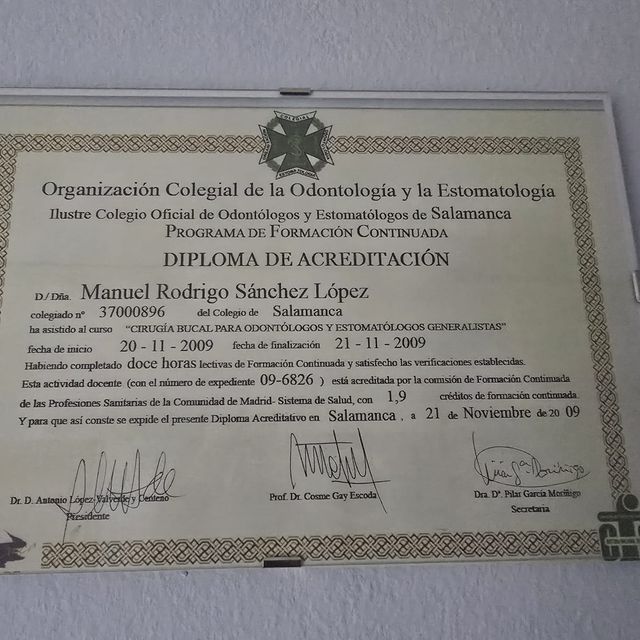 COLEGIAL
Organización Colegial de la Odontología y la Estomatología
Ilustre Colegio Oficial de Odontólogos y Estomatólogos de Salamanca
PROGRAMA DE FORMACIÓN CONTINUADA
DIPLOMA DE ACREDITACIÓN
D./Dña. Manuel Rodrigo Sánchez López
colegiado nº 37000896 del Colegio de Salamanca
ha asistido al curso “CIRUGÍA BUCAL PARA ODONTÓLOGOS Y ESTOMATÓLOGOS GENERALISTAS”
fecha de inicio 20 - 11 - 2009 fecha de finalización 21 - 11 - 2009
Habiendo completado doce horas lectivas de Formación Continuada y satisfecho las verificaciones establecidas.
Esta actividad docente (con el número de expediente 09-6826 ) está acreditada por la comisión de Formación Continuada
de las Profesiones Sanitarias de la Comunidad de Madrid- Sistema de Salud, con 1,9 créditos de formación continuada.
Y para que así conste se expide el presente Diploma Acreditativo en Salamanca , a 21 de Noviembre de 20 09
Dr. D. Antonio López-Valverde y Centeno
Presidente
Prof. Dr. Cosme Gay Escoda
Dra. Dª. Pilar García Moríñigo
Secretaria